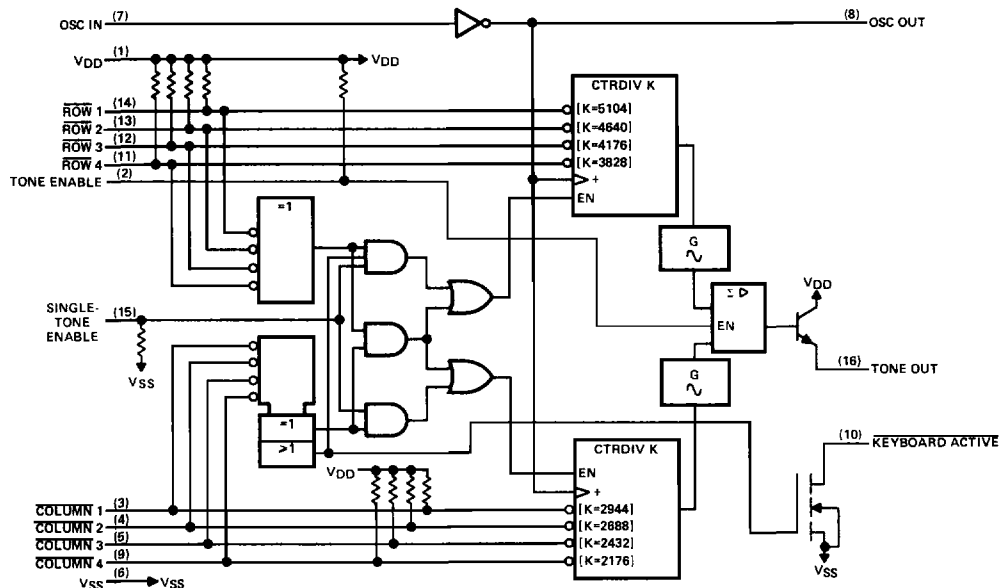 OSC IN (7)
(8) OSC OUT
VDD (1)
VDD
CTRDIV K
ROW 1 (14)
[K=5104]
ROW 2 (13)
[K=4640]
ROW 3 (12)
[K=4176]
ROW 4 (11)
[K=3828]
TONE ENABLE (2)
+
EN
=1
G
VDD
Σ ▷
SINGLE-TONE ENABLE (15)
EN
VSS
(16) TONE OUT
G
=1
>1
CTRDIV K
(10) KEYBOARD ACTIVE
VDD
EN
+
COLUMN 1 (3)
[K=2944]
COLUMN 2 (4)
[K=2688]
COLUMN 3 (5)
[K=2432]
COLUMN 4 (9)
[K=2176]
VSS
VSS (6) VSS